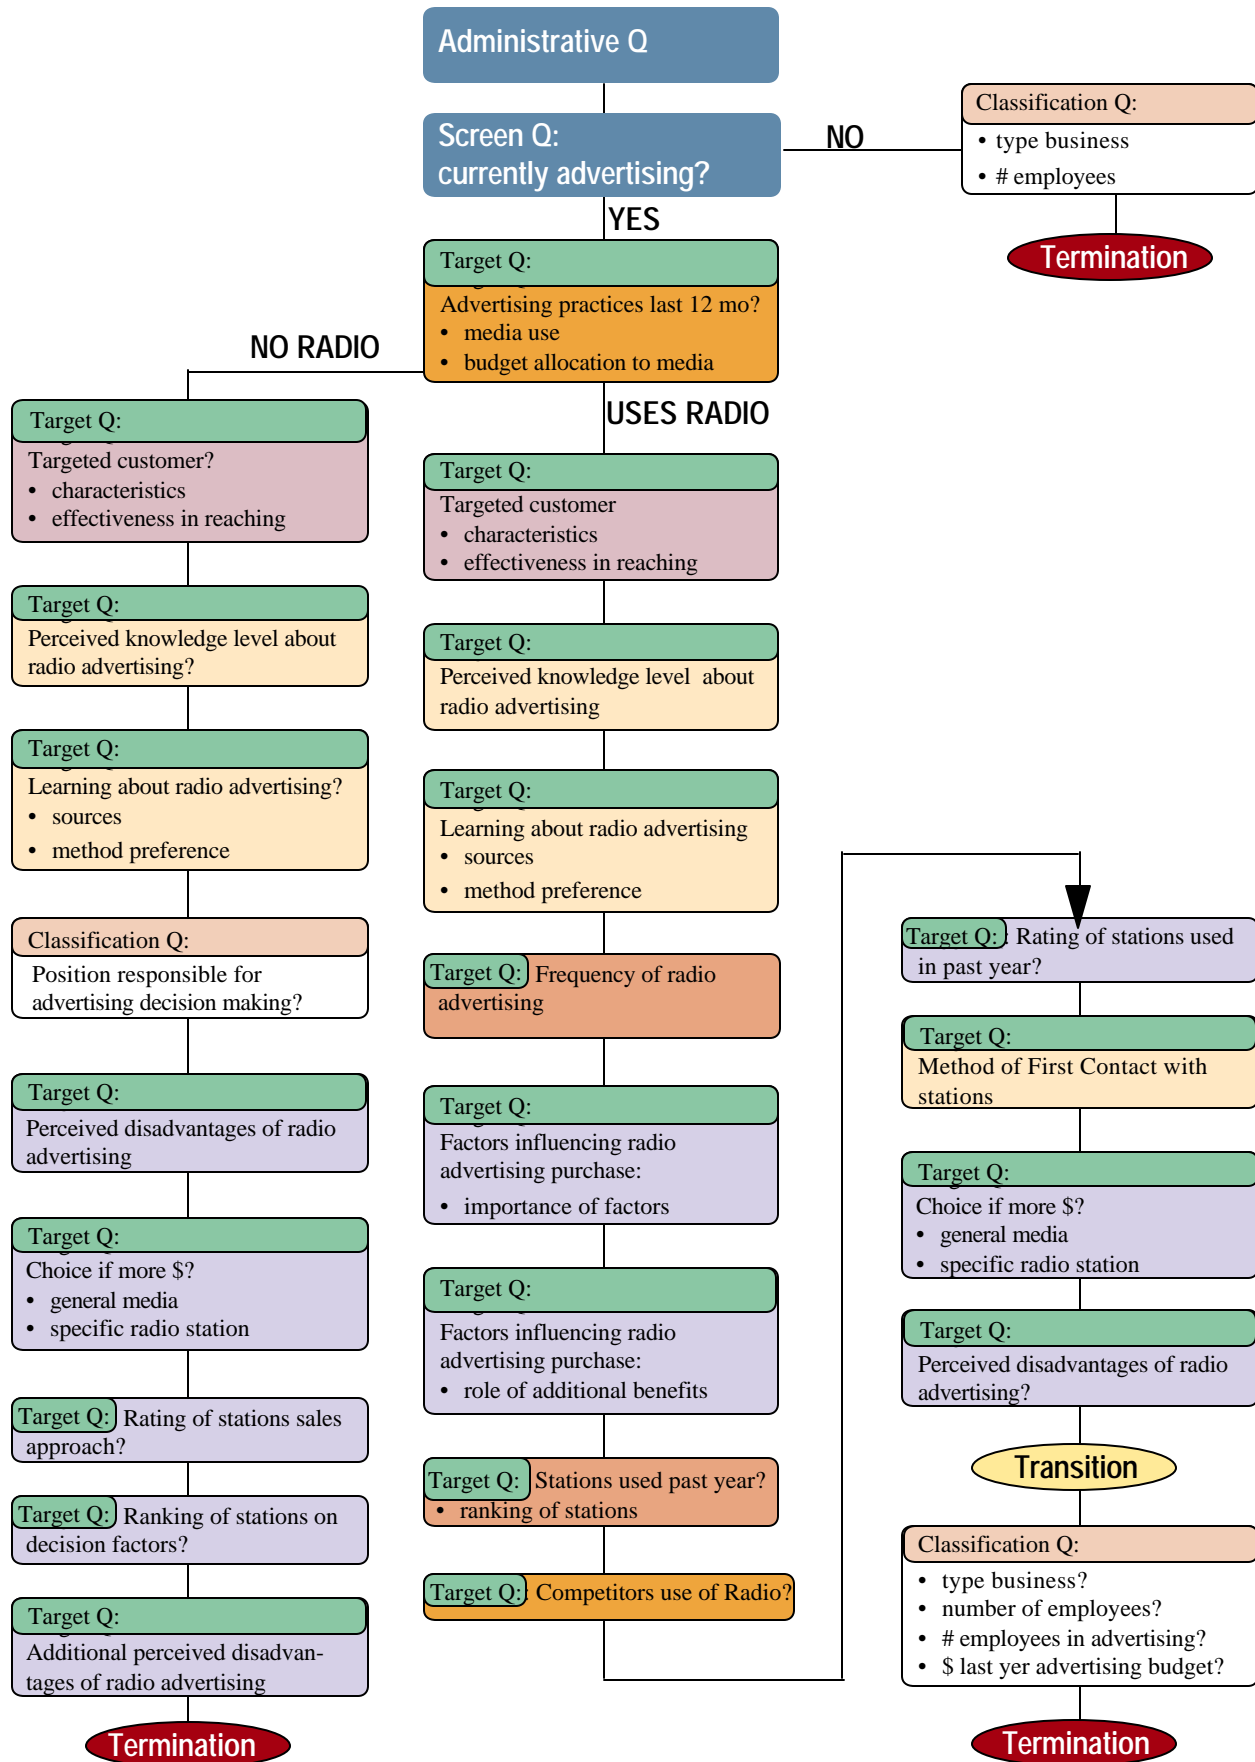 Administrative Q
Screen Q:
currently advertising?
NO
Classification Q:
• type business
• # employees
Termination
YES
Target Q:
Advertising practices last 12 mo?
• media use
• budget allocation to media
NO RADIO
USES RADIO
Target Q:
Targeted customer?
• characteristics
• effectiveness in reaching
Target Q:
Perceived knowledge level about
radio advertising?
Target Q:
Learning about radio advertising?
• sources
• method preference
Classification Q:
Position responsible for
advertising decision making?
Target Q:
Perceived disadvantages of radio
advertising
Target Q:
Choice if more $?
• general media
• specific radio station
Target Q: Rating of stations sales
approach?
Target Q: Ranking of stations on
decision factors?
Target Q:
Additional perceived disadvan-
tages of radio advertising
Termination
Target Q:
Targeted customer
• characteristics
• effectiveness in reaching
Target Q:
Perceived knowledge level about
radio advertising
Target Q:
Learning about radio advertising
• sources
• method preference
Target Q: Frequency of radio
advertising
Target Q:
Factors influencing radio
advertising purchase:
• importance of factors
Target Q:
Factors influencing radio
advertising purchase:
• role of additional benefits
Target Q: Stations used past year?
• ranking of stations
Target Q: Competitors use of Radio?
Target Q: Rating of stations used
in past year?
Target Q:
Method of First Contact with
stations
Target Q:
Choice if more $?
• general media
• specific radio station
Target Q:
Perceived disadvantages of radio
advertising?
Transition
Classification Q:
• type business?
• number of employees?
• # employees in advertising?
• $ last yer advertising budget?
Termination